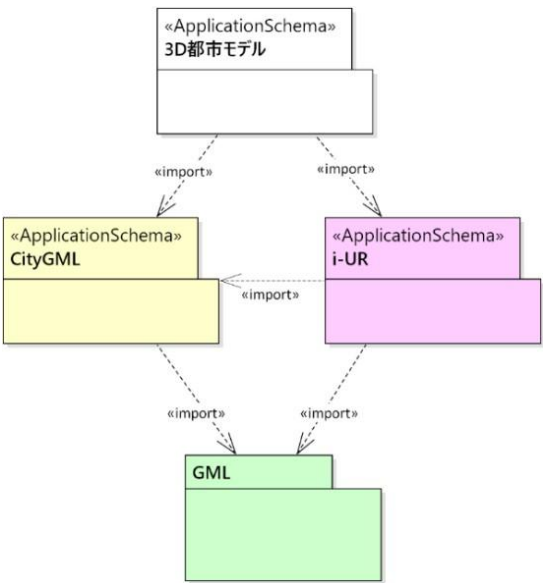 «ApplicationSchema»
3D都市モデル
«import»
«import»
«ApplicationSchema»
CityGML
«ApplicationSchema»
i-UR
«import»
«import»
«import»
GML